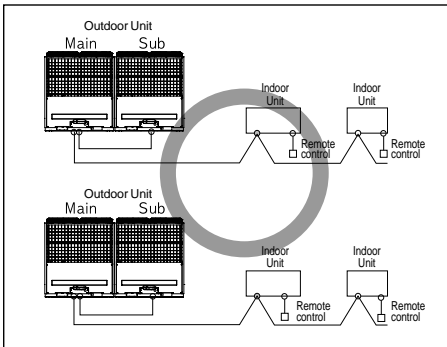 Outdoor Unit
Main Sub
Indoor
Unit
Indoor
Unit
Remote
control
Remote
control
Outdoor Unit
Main Sub
Indoor
Unit
Indoor
Unit
Remote
control
Remote
control